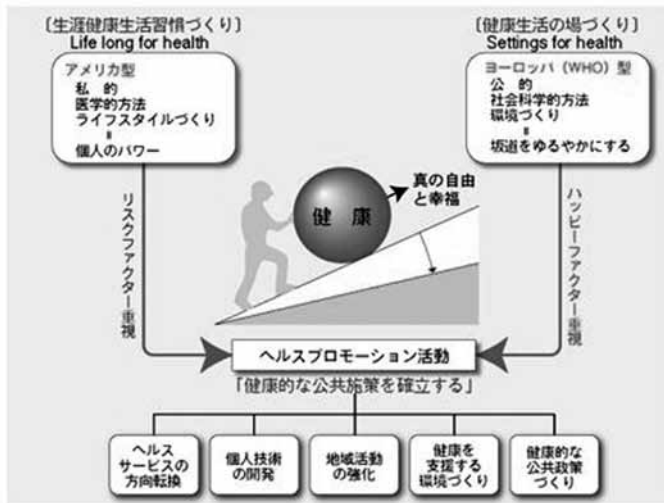 〔生涯健康生活習慣づくり〕
Life long for health
アメリカ型
私 的
医学的方法
ライフスタイルづくり
॥
個人のパワー
〔健康生活の場づくり〕
Settings for health
ヨーロッパ（WHO）型
公 的
社会科学的方法
環境づくり
॥
坂道をゆるやかにする
リスクファクター重視
健 康
真の自由
と幸福
ハッピーファクター重視
ヘルスプロモーション活動
「健康的な公共施策を確立する」
ヘルス
サービスの
方向転換
個人技術
の開発
地域活動
の強化
健康を
支援する
環境づくり
健康的な
公共政策
づくり